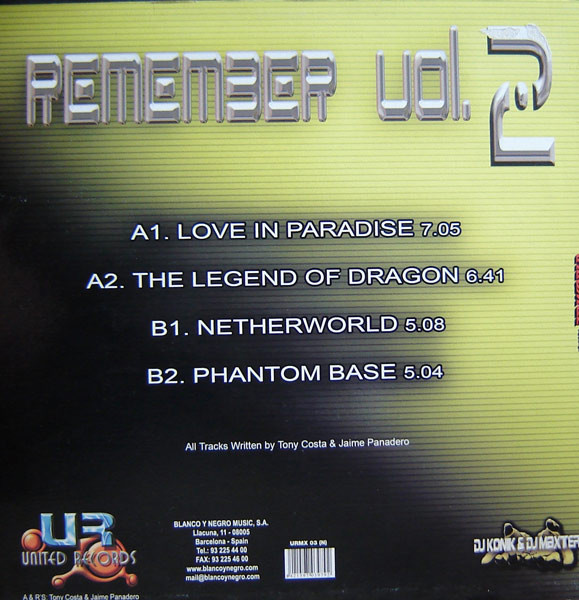 REMEMBER VOL. 2
A1. LOVE IN PARADISE 7.05
A2. THE LEGEND OF DRAGON 6.41
B1. NETHERWORLD 5.08
B2. PHANTOM BASE 5.04
All Tracks Written by Tony Costa & Jaime Panadero
UR
UNITED RECORDS
A & R'S. Tony Costa & Jaime Panadero
BLANCO Y NEGRO MUSIC, S.A.
Llacuna, 11 - 08005
Barcelona - Spain
Tel.: 93 225 44 00
FAX: 93 225 46 00
www.blancoynegro.com
mail@blancoynegro.com
URMX 03 (N)
DJ KONIK & DJ MAXTER